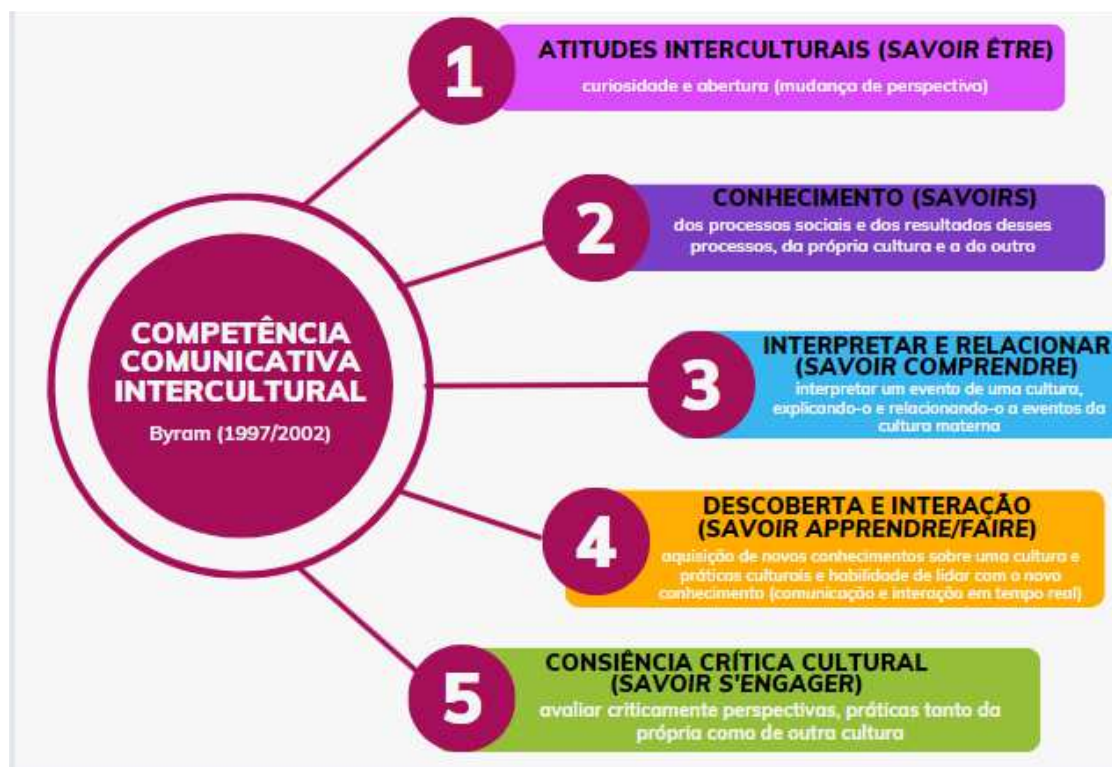 COMPETÊNCIA
COMUNICATIVA
INTERCULTURAL
Byram (1997/2002)
1
ATITUDES INTERCULTURAIS (SAVOIR ÊTRE)
curiosidade e abertura (mudança de perspectiva)
2
CONHECIMENTO (SAVOIRS)
dos processos sociais e dos resultados desses
processos, da própria cultura e a do outro
3
INTERPRETAR E RELACIONAR
(SAVOIR COMPRENDRE)
interpretar um evento de uma cultura,
explicando-o e relacionando-o a eventos da
cultura materna
4
DESCOBERTA E INTERAÇÃO
(SAVOIR APPRENDRE/FAIRE)
aquisição de novos conhecimentos sobre uma cultura e
práticas culturais e habilidade de lidar com o novo
conhecimento (comunicação e interação em tempo real)
5
CONSIÊNCIA CRÍTICA CULTURAL
(SAVOIR S'ENGAGER)
avaliar criticamente perspectivas, práticas tanto da
própria como de outra cultura